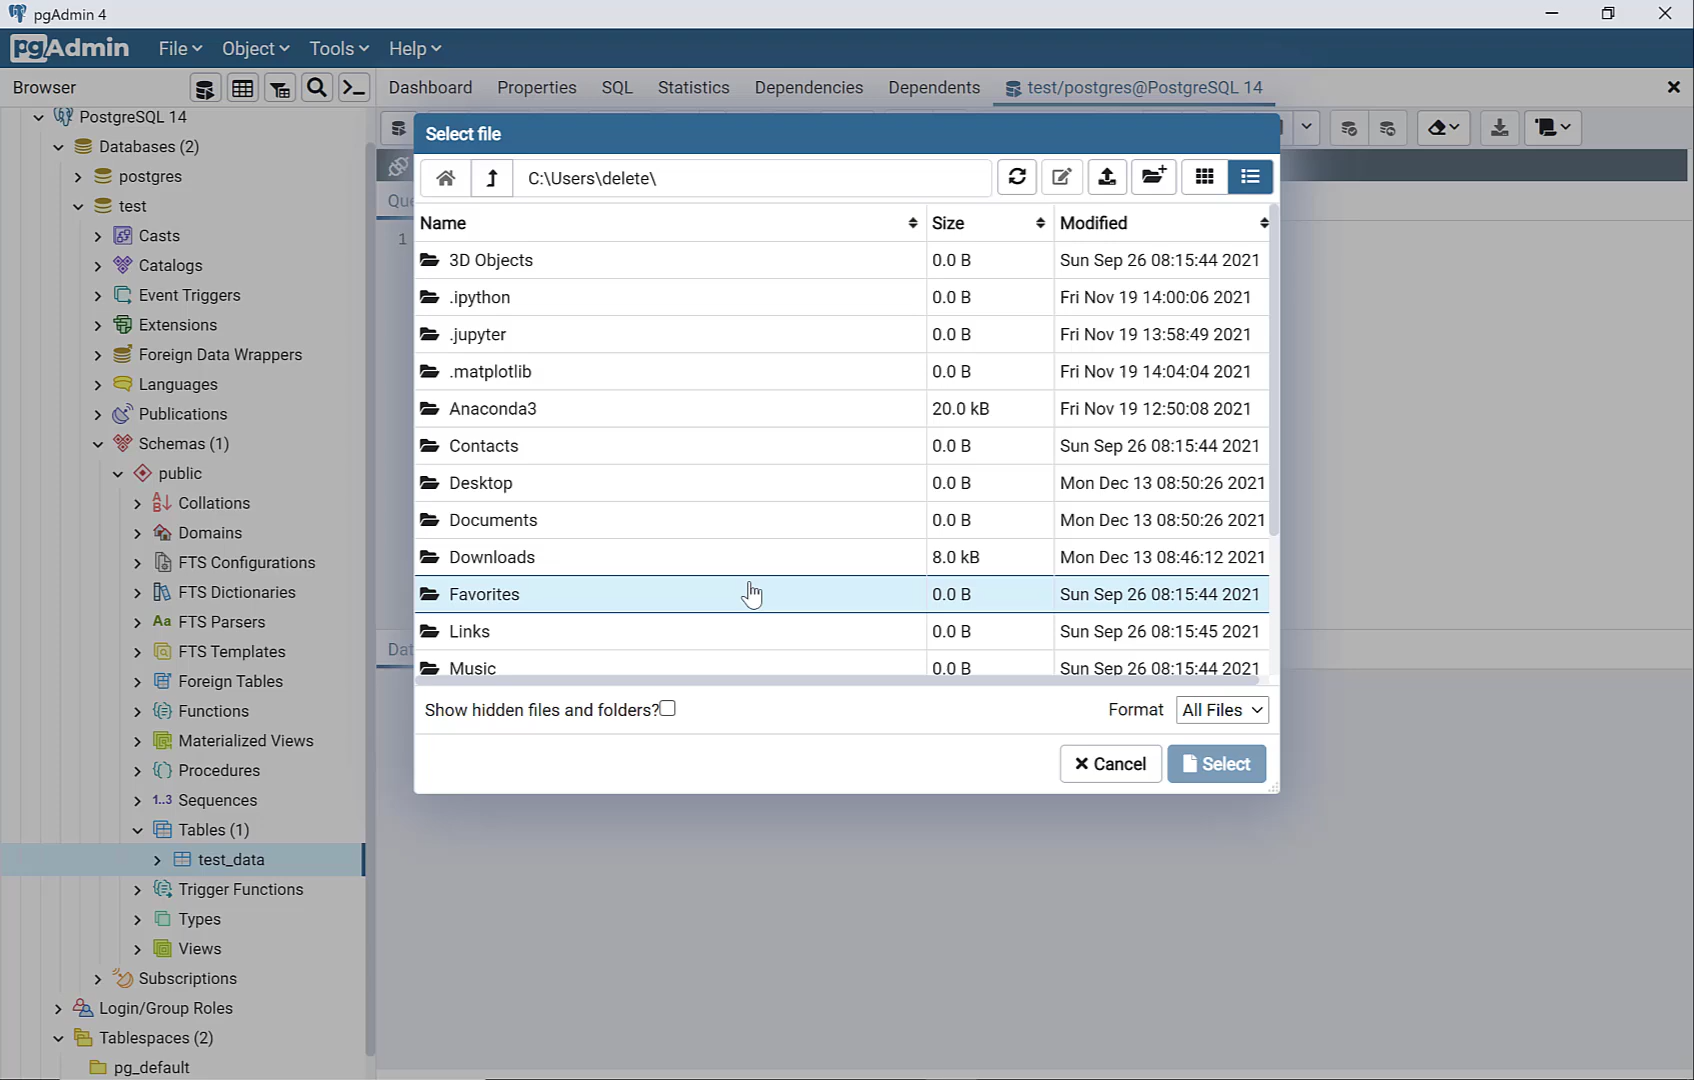 pgAdmin 4
pgAdmin File Object Tools Help
Browser Dashboard Properties SQL Statistics Dependencies Dependents test/postgres@PostgreSQL 14
PostgreSQL 14
Databases (2)
postgres
test
Casts
Catalogs
Event Triggers
Extensions
Foreign Data Wrappers
Languages
Publications
Schemas (1)
public
Collations
Domains
FTS Configurations
FTS Dictionaries
Aa FTS Parsers
FTS Templates
Foreign Tables
Functions
Materialized Views
Procedures
1..3 Sequences
Tables (1)
test_data
Trigger Functions
Types
Views
Subscriptions
Login/Group Roles
Tablespaces (2)
pg_default
Que
1
Dat
Select file
C:\Users\delete\
Name Size Modified
3D Objects 0.0 B Sun Sep 26 08:15:44 2021
.ipython 0.0 B Fri Nov 19 14:00:06 2021
.jupyter 0.0 B Fri Nov 19 13:58:49 2021
.matplotlib 0.0 B Fri Nov 19 14:04:04 2021
Anaconda3 20.0 kB Fri Nov 19 12:50:08 2021
Contacts 0.0 B Sun Sep 26 08:15:44 2021
Desktop 0.0 B Mon Dec 13 08:50:26 2021
Documents 0.0 B Mon Dec 13 08:50:26 2021
Downloads 8.0 kB Mon Dec 13 08:46:12 2021
Favorites 0.0 B Sun Sep 26 08:15:44 2021
Links 0.0 B Sun Sep 26 08:15:45 2021
Music 0.0 B Sun Sep 26 08:15:44 2021
Show hidden files and folders? Format All Files
Cancel Select